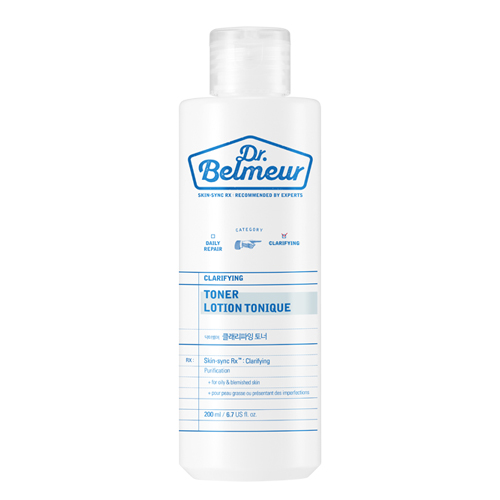 Dr.
Belmeur
SKIN-SYNC RX · RECOMMENDED BY EXPERTS
CATEGORY
DAILY
REPAIR
CLARIFYING
CLARIFYING
TONER
LOTION TONIQUE
클래리파잉 토너
RX
Skin-sync Rx™: Clarifying
Purification
+ for oily & blemished skin
+ pour peau grasse ou présentant des imperfections
200 ml / 6.7 US fl. oz.